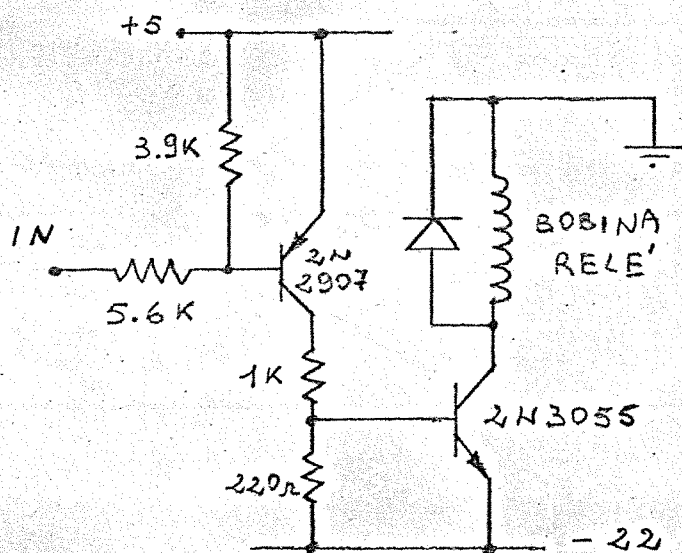 +5
3.9K
IN
5.6K
2N
2907
BOBINA
RELE'
1K
2N3055
220Ω
- 22